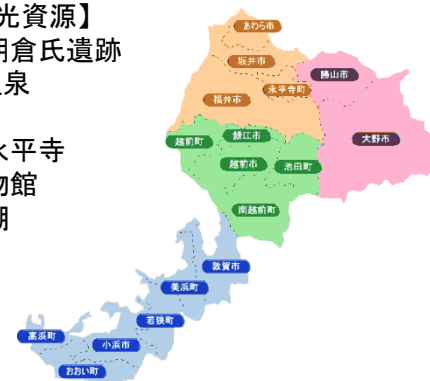 光資源】
朝倉氏遺跡
泉
水平寺
物館
湖
あわら市
坂井市
勝山市
永平寺町
福井市
大野市
越前町
鯖江市
越前市
池田町
南越前町
敦賀市
美浜町
若狭町
高浜町
小浜市
おおい町